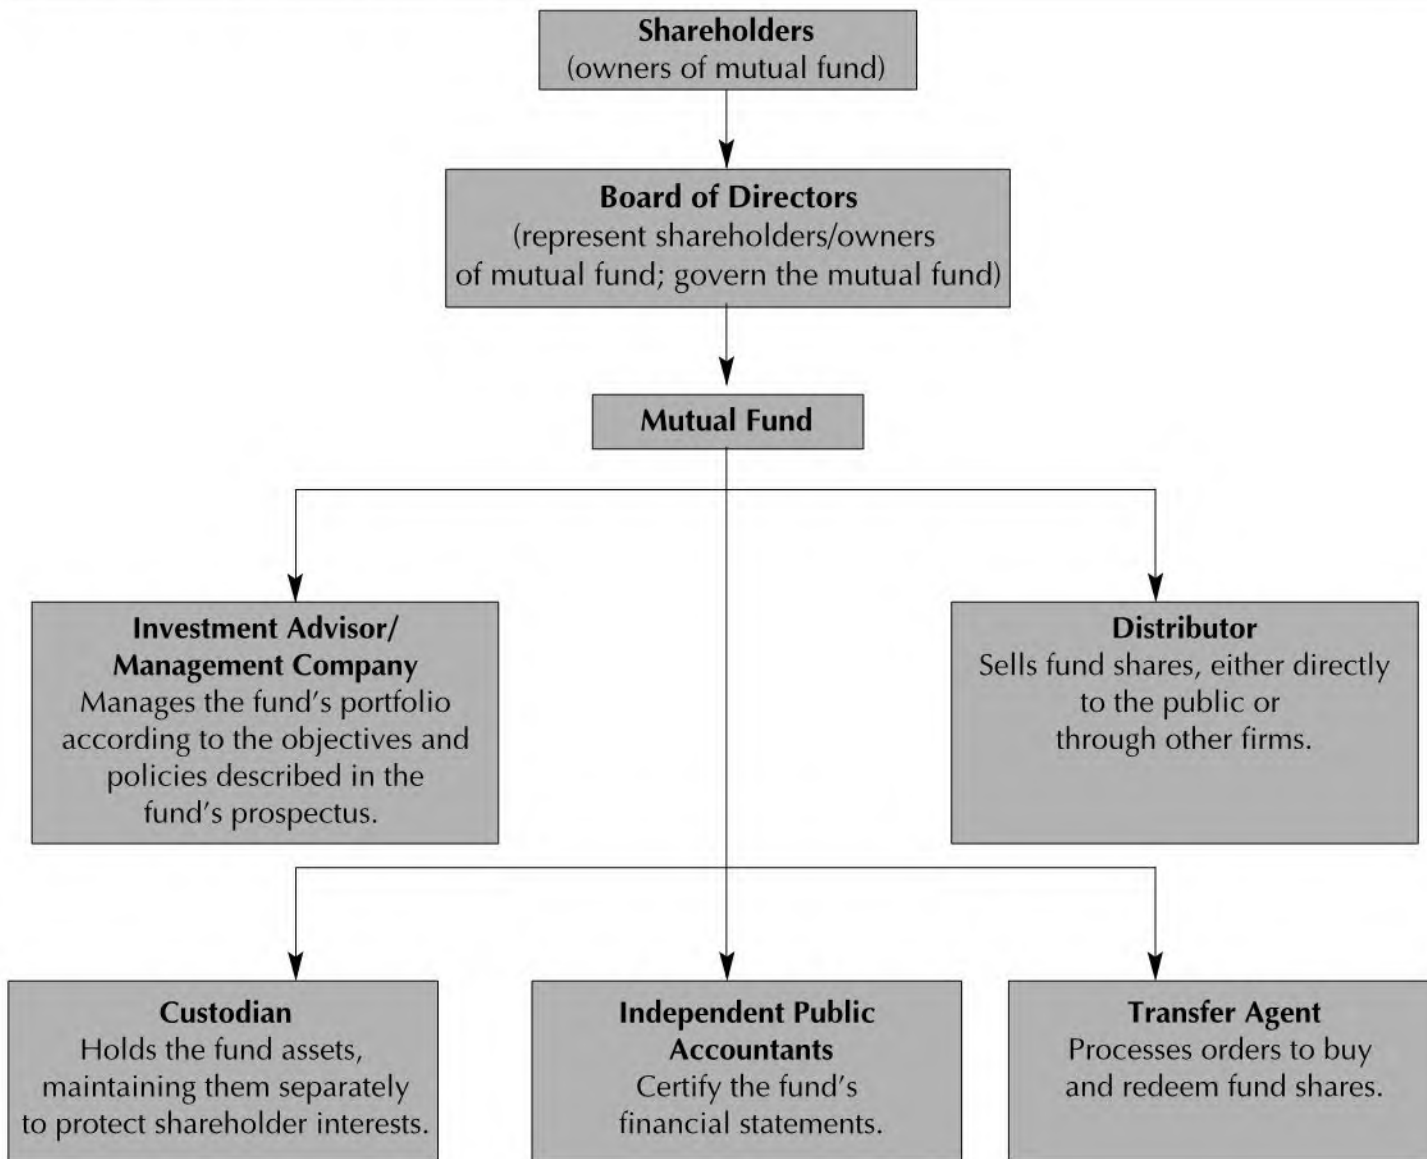 Shareholders
(owners of mutual fund)
Board of Directors
(represent shareholders/owners
of mutual fund; govern the mutual fund)
Mutual Fund
Investment Advisor/
Management Company
Manages the fund’s portfolio
according to the objectives and
policies described in the
fund’s prospectus.
Distributor
Sells fund shares, either directly
to the public or
through other firms.
Custodian
Holds the fund assets,
maintaining them separately
to protect shareholder interests.
Independent Public
Accountants
Certify the fund’s
financial statements.
Transfer Agent
Processes orders to buy
and redeem fund shares.